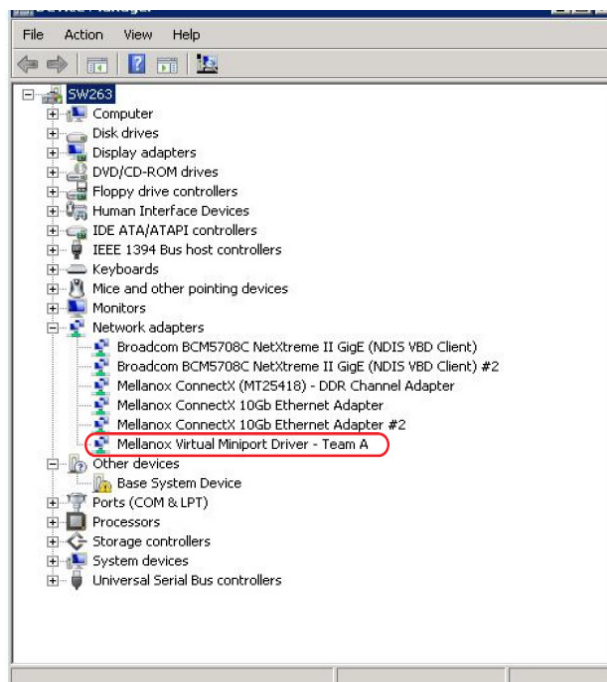 Device Manager
File Action View Help
SW263
Computer
Disk drives
Display adapters
DVD/CD-ROM drives
Floppy drive controllers
Human Interface Devices
IDE ATA/ATAPI controllers
IEEE 1394 Bus host controllers
Keyboards
Mice and other pointing devices
Monitors
Network adapters
Broadcom BCM5708C NetXtreme II GigE (NDIS VBD Client)
Broadcom BCM5708C NetXtreme II GigE (NDIS VBD Client) #2
Mellanox ConnectX (MT25418) - DDR Channel Adapter
Mellanox ConnectX 10Gb Ethernet Adapter
Mellanox ConnectX 10Gb Ethernet Adapter #2
Mellanox Virtual Miniport Driver - Team A
Other devices
Base System Device
Ports (COM & LPT)
Processors
Storage controllers
System devices
Universal Serial Bus controllers